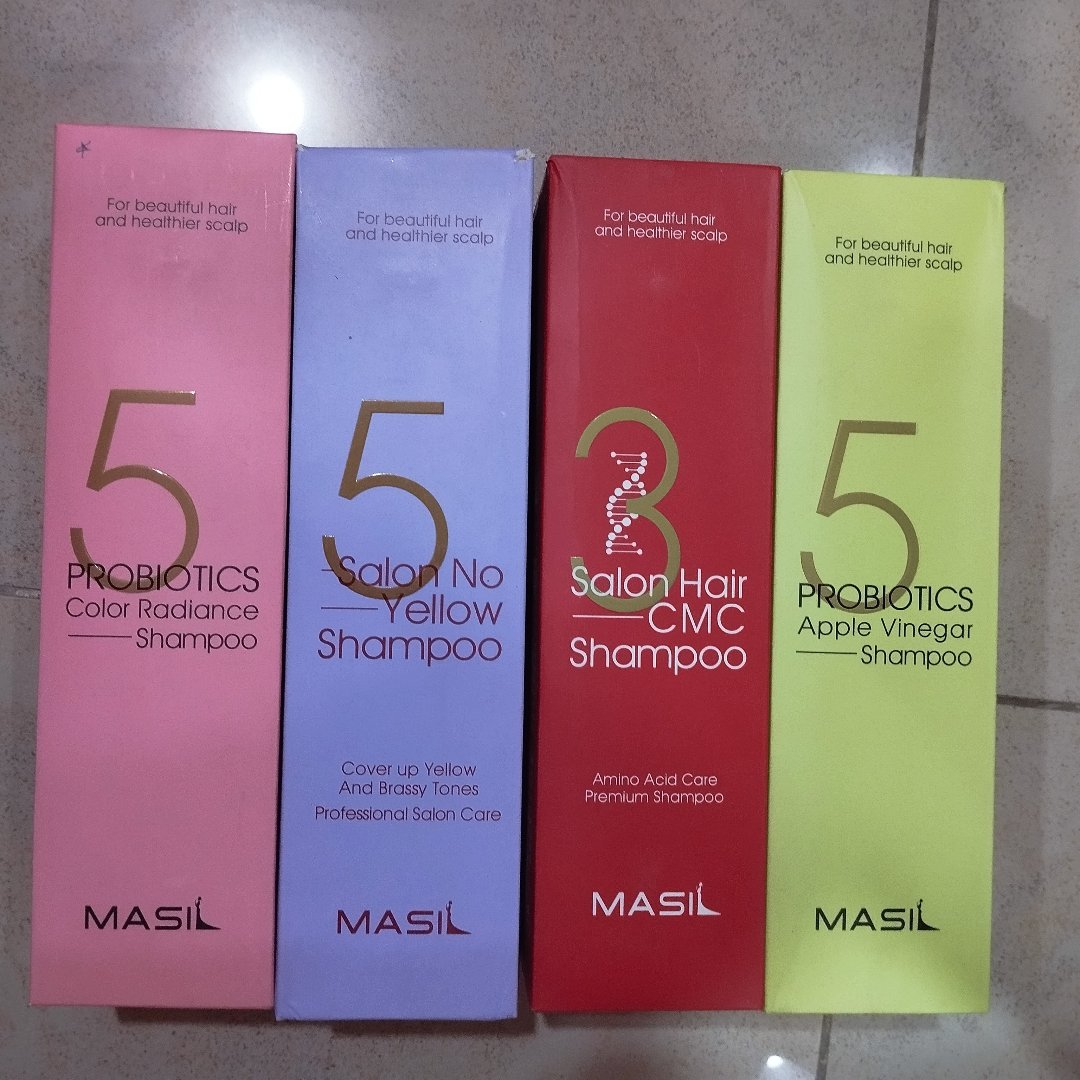 For beautiful hair
and healthier scalp
5
PROBIOTICS
Color Radiance
Shampoo
MASIL
For beautiful hair
and healthier scalp
5
Salon No
Yellow
Shampoo
Cover up Yellow
And Brassy Tones
Professional Salon Care
MASIL
For beautiful hair
and healthier scalp
3
Salon Hair
CMC
Shampoo
Amino Acid Care
Premium Shampoo
MASIL
For beautiful hair
and healthier scalp
5
PROBIOTICS
Apple Vinegar
Shampoo
MASIL